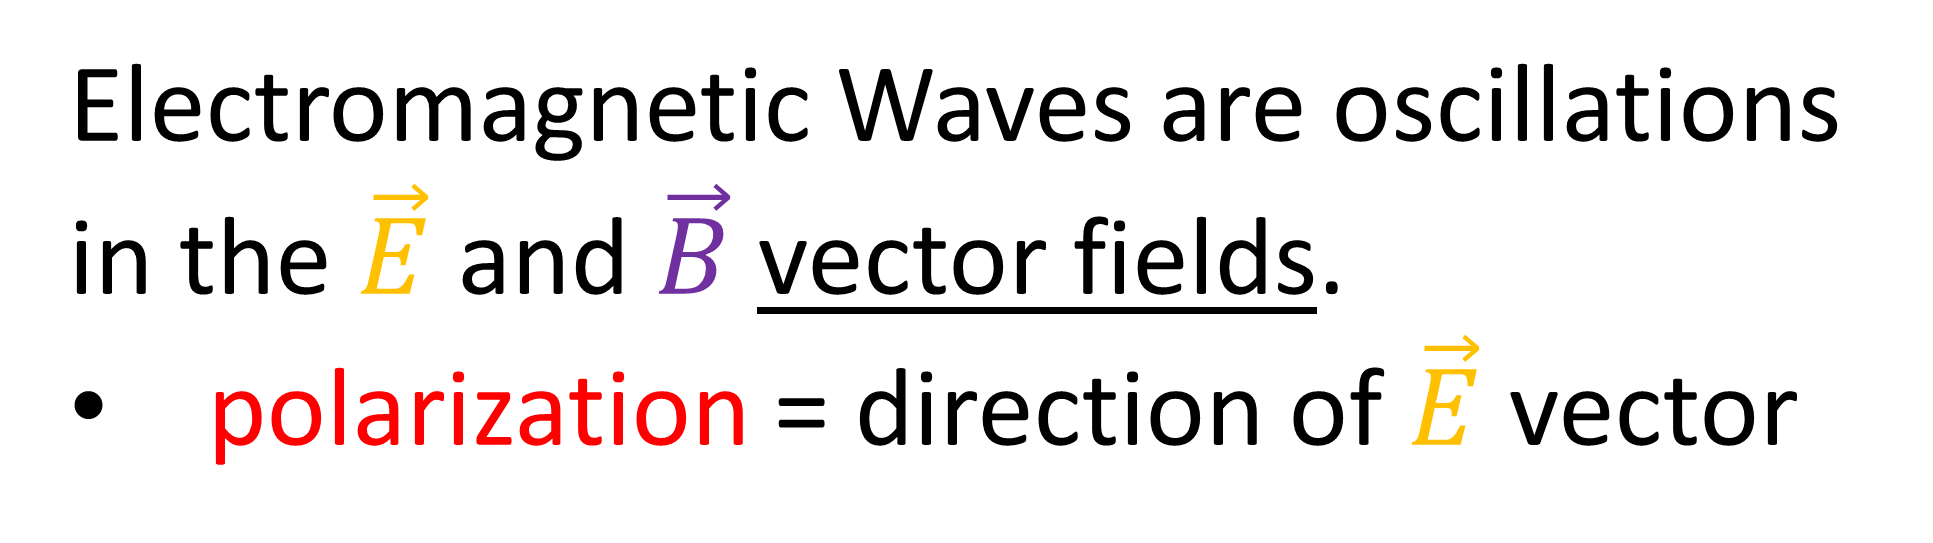 Electromagnetic Waves are oscillations
in the E⃗ and B⃗ vector fields.
• polarization = direction of E⃗ vector